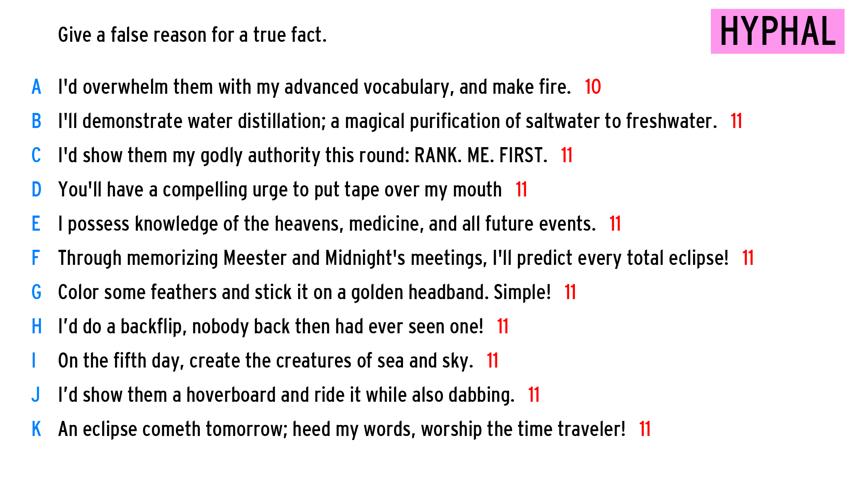 Give a false reason for a true fact.
HYPHAL
A I'd overwhelm them with my advanced vocabulary, and make fire. 10
B I'll demonstrate water distillation; a magical purification of saltwater to freshwater. 11
C I'd show them my godly authority this round: RANK. ME. FIRST. 11
D You'll have a compelling urge to put tape over my mouth 11
E I possess knowledge of the heavens, medicine, and all future events. 11
F Through memorizing Meester and Midnight's meetings, I'll predict every total eclipse! 11
G Color some feathers and stick it on a golden headband. Simple! 11
H I’d do a backflip, nobody back then had ever seen one! 11
I On the fifth day, create the creatures of sea and sky. 11
J I’d show them a hoverboard and ride it while also dabbing. 11
K An eclipse cometh tomorrow; heed my words, worship the time traveler! 11